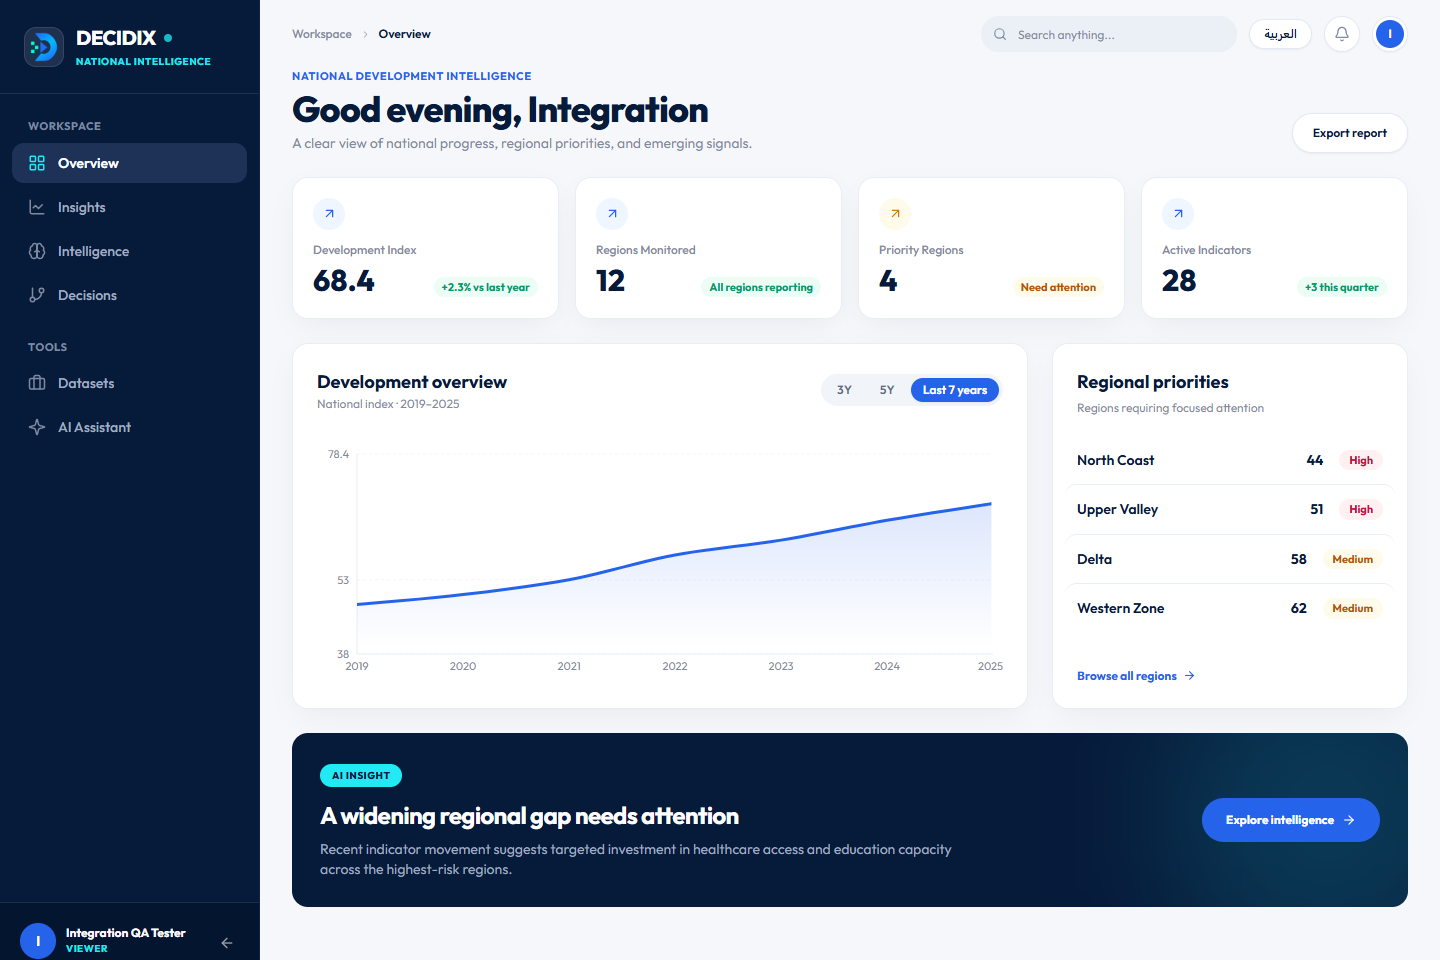 DECIDIX
NATIONAL INTELLIGENCE
WORKSPACE
Overview
Insights
Intelligence
Decisions
TOOLS
Datasets
AI Assistant
I
Integration QA Tester
VIEWER
Workspace
Overview
Search anything...
العربية
I
NATIONAL DEVELOPMENT INTELLIGENCE
Good evening, Integration
A clear view of national progress, regional priorities, and emerging signals.
Export report
Development Index
68.4
+2.3% vs last year
Regions Monitored
12
All regions reporting
Priority Regions
4
Need attention
Active Indicators
28
+3 this quarter
Development overview
National index · 2019–2025
3Y
5Y
Last 7 years
78.4
53
38
2019
2020
2021
2022
2023
2024
2025
Regional priorities
Regions requiring focused attention
North Coast 44 High
Upper Valley 51 High
Delta 58 Medium
Western Zone 62 Medium
Browse all regions
AI INSIGHT
A widening regional gap needs attention
Recent indicator movement suggests targeted investment in healthcare access and education capacity
across the highest-risk regions.
Explore intelligence